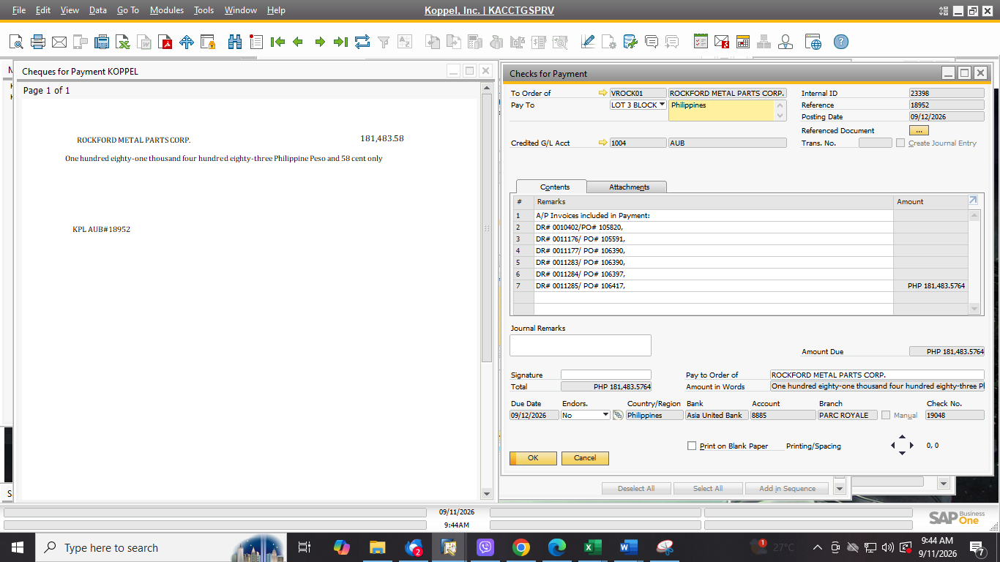 File Edit View Data Go To Modules Tools Window Help
Koppel, Inc. | KACCTGSPRV
Cheques for Payment KOPPEL
Page 1 of 1
ROCKFORD METAL PARTS CORP. 181,483.58
One hundred eighty-one thousand four hundred eighty-three Philippine Peso and 58 cent only
KPL AUB#18952
Checks for Payment
To Order of VROCK01 ROCKFORD METAL PARTS CORP. Internal ID 23398
Pay To LOT 3 BLOCK Philippines Reference 18952
Posting Date 09/12/2026
Referenced Document ...
Credited G/L Acct 1004 AUB Trans. No. Create Journal Entry
Contents Attachments
# Remarks Amount
1 A/P Invoices included in Payment:
2 DR# 0010402/PO# 105820,
3 DR# 0011176/ PO# 105591,
4 DR# 0011177/ PO# 106390,
5 DR# 0011283/ PO# 106390,
6 DR# 0011284/ PO# 106397,
7 DR# 0011285/ PO# 106417, PHP 181,483.5764
Journal Remarks
Amount Due PHP 181,483.5764
Signature Pay to Order of ROCKFORD METAL PARTS CORP.
Total PHP 181,483.5764 Amount in Words One hundred eighty-one thousand four hundred eighty-three
Due Date Endors. Country/Region Bank Account Branch Check No.
09/12/2026 No Philippines Asia United Bank 8885 PARC ROYALE Manual 19048
Print on Blank Paper Printing/Spacing 0, 0
OK Cancel
Deselect All Select All Add in Sequence
09/11/2026
9:44AM
SAP Business One
Type here to search
2
1 27°C
9:44 AM
9/11/2026
7